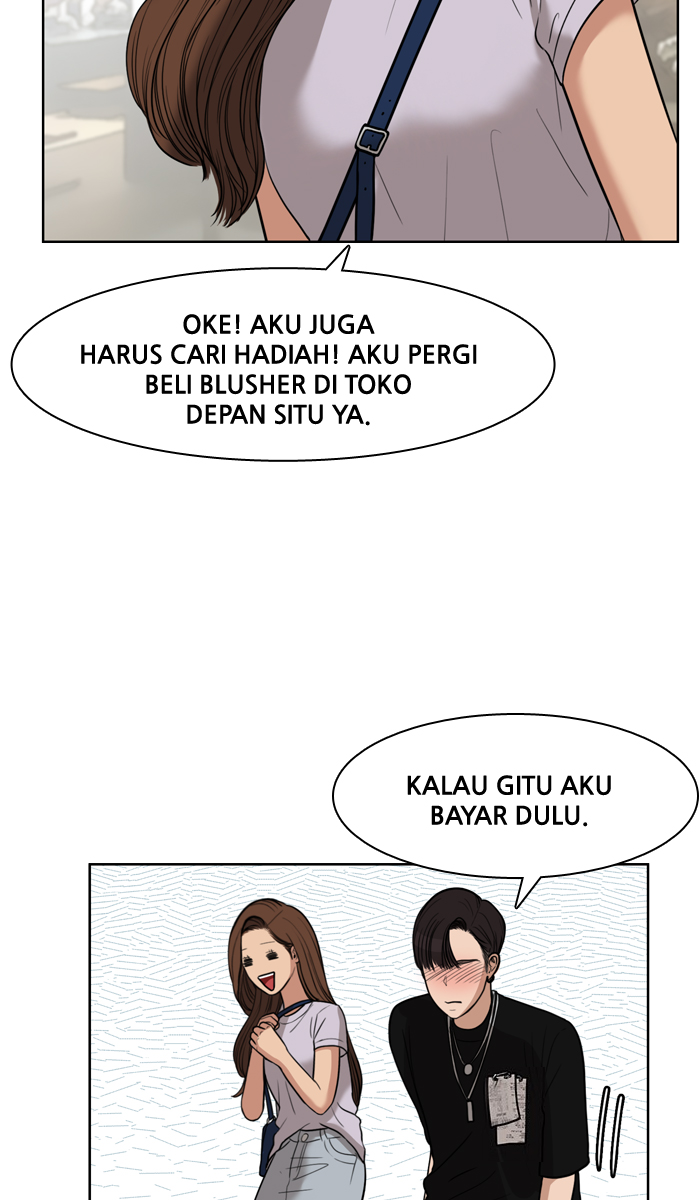 OKE! AKU JUGA
HARUS CARI HADIAH! AKU PERGI
BELI BLUSHER DI TOKO
DEPAN SITU YA.
KALAU GITU AKU
BAYAR DULU.